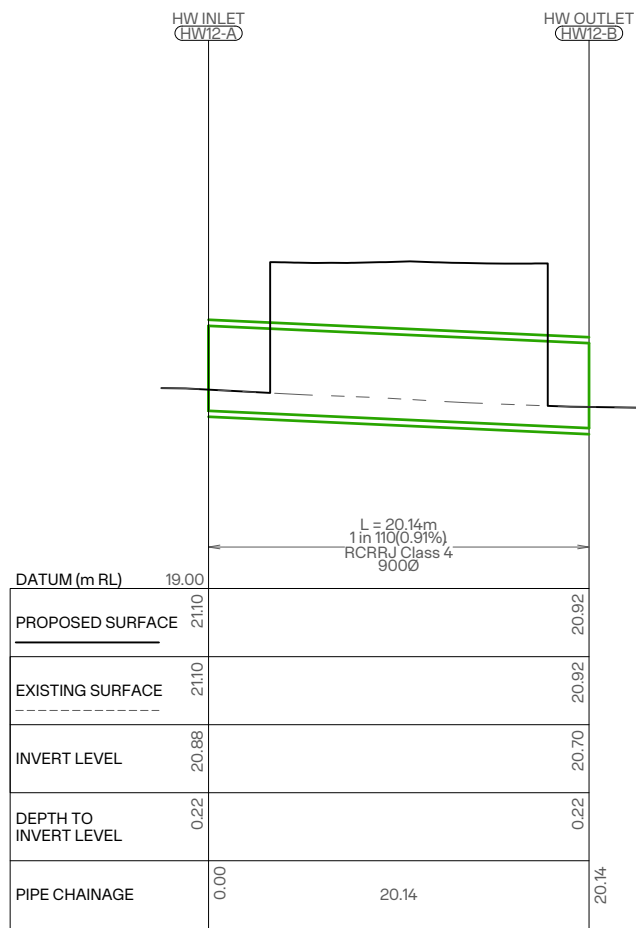 HW INLET
HW12-A
HW OUTLET
HW12-B
L = 20.14m
1 in 110(0.91%)
RCRRJ Class 4
900Ø
DATUM (m RL) 19.00
PROPOSED SURFACE 21.10 20.92
EXISTING SURFACE 21.10 20.92
INVERT LEVEL 20.88 20.70
DEPTH TO
INVERT LEVEL 0.22 0.22
PIPE CHAINAGE 0.00 20.14 20.14